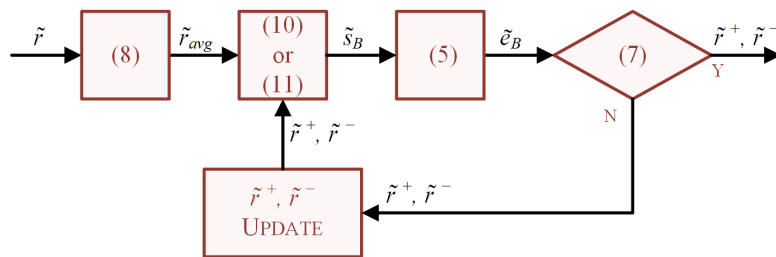 r̃
(8)
r̃avg
(10)
or
(11)
s̃B
(5)
ẽB
(7)
r̃ +, r̃ −
Y
N
r̃ +, r̃ −
r̃ +, r̃ −
UPDATE
r̃ +, r̃ −